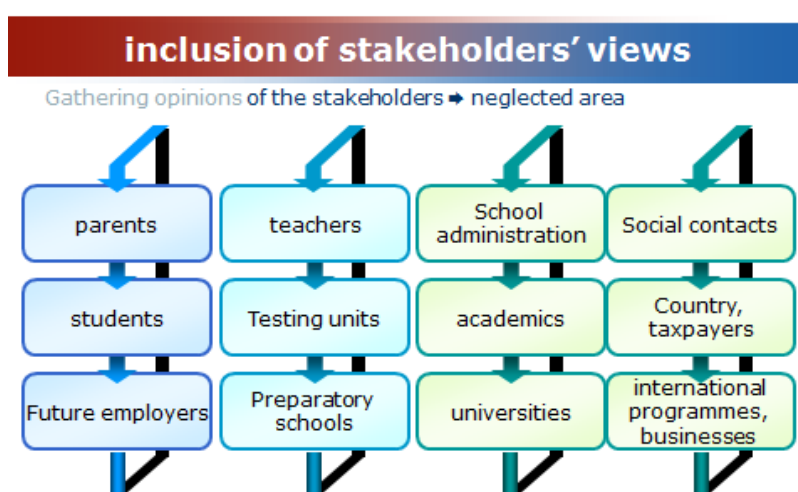 inclusion of stakeholders’ views
Gathering opinions of the stakeholders ➨ neglected area
parents
students
Future employers
teachers
Testing units
Preparatory
schools
School
administration
academics
universities
Social contacts
Country,
taxpayers
international
programmes,
businesses